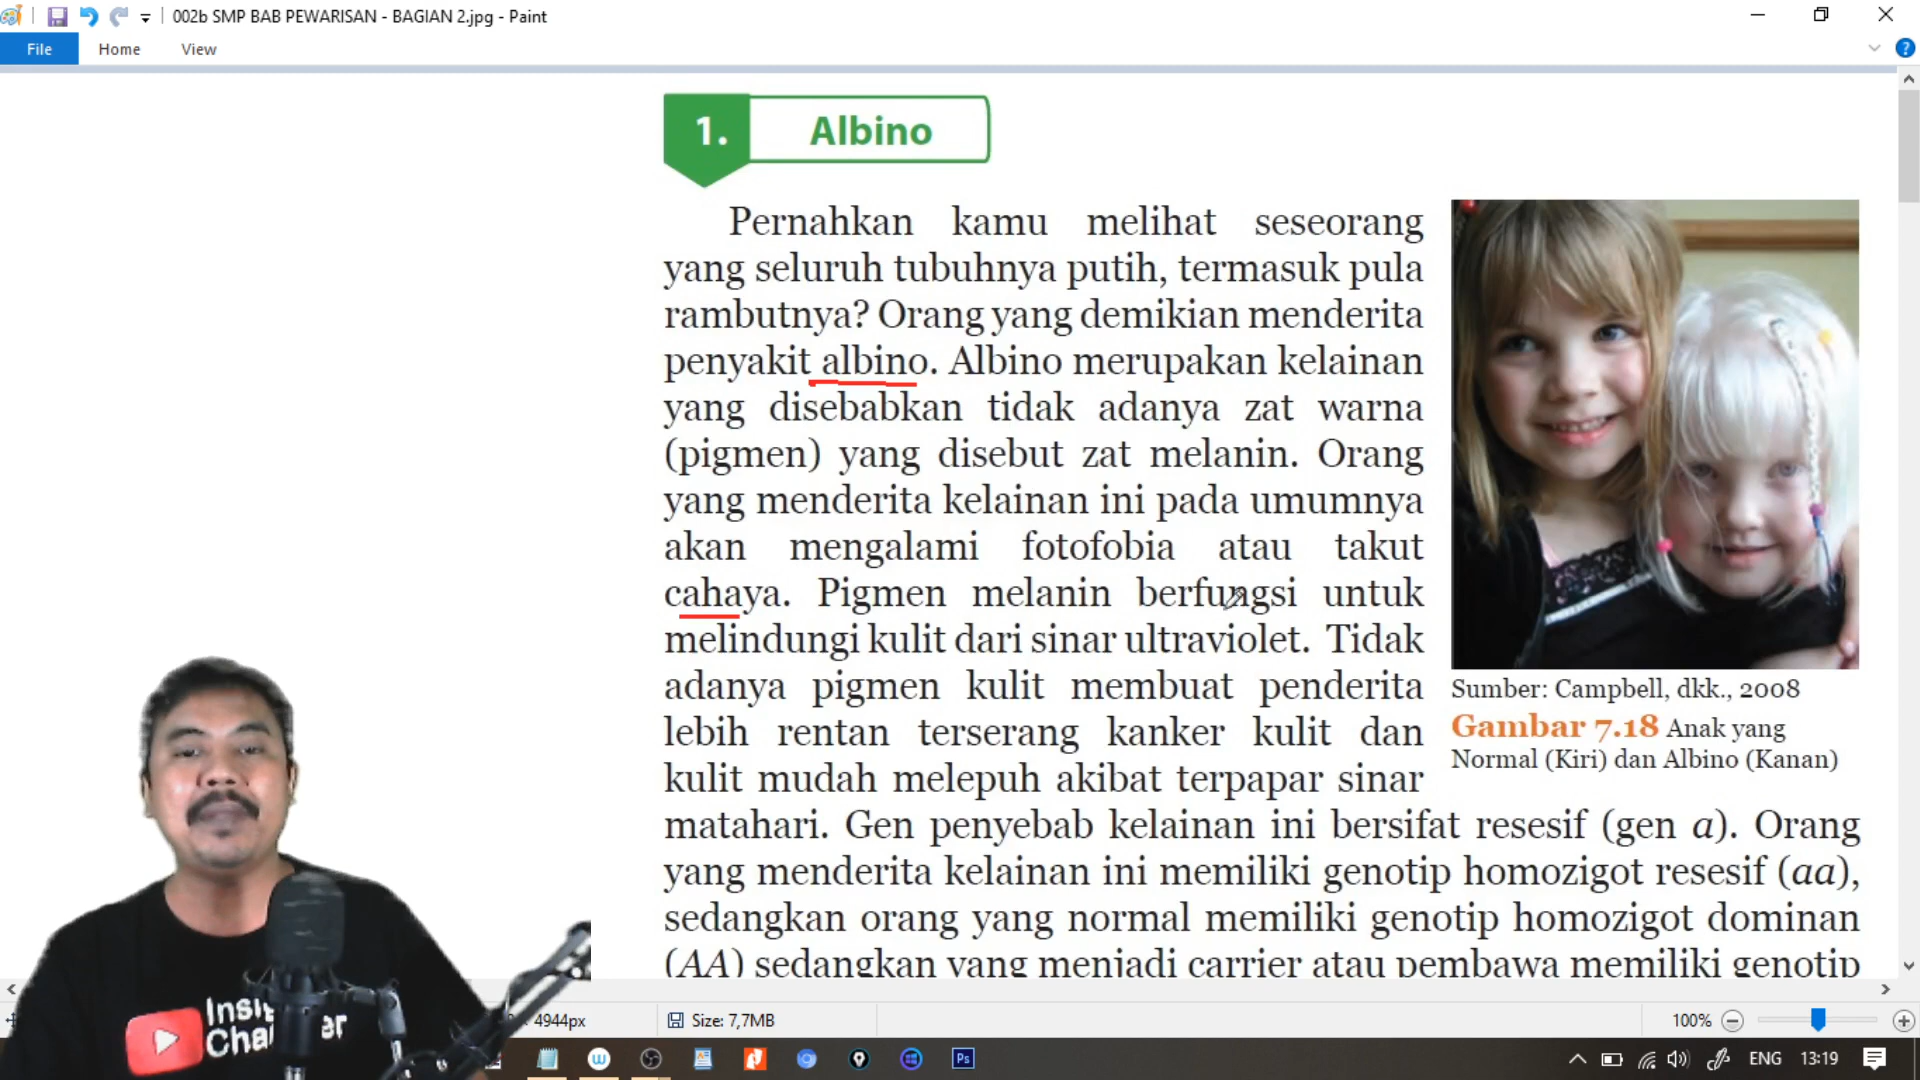 002b SMP BAB PEWARISAN - BAGIAN 2.jpg - Paint
File Home View
1. Albino
Pernahkan kamu melihat seseorang
yang seluruh tubuhnya putih, termasuk pula
rambutnya? Orang yang demikian menderita
penyakit albino. Albino merupakan kelainan
yang disebabkan tidak adanya zat warna
(pigmen) yang disebut zat melanin. Orang
yang menderita kelainan ini pada umumnya
akan mengalami fotofobia atau takut
cahaya. Pigmen melanin berfungsi untuk
melindungi kulit dari sinar ultraviolet. Tidak
adanya pigmen kulit membuat penderita
lebih rentan terserang kanker kulit dan
kulit mudah melepuh akibat terpapar sinar
matahari. Gen penyebab kelainan ini bersifat resesif (gen a). Orang
yang menderita kelainan ini memiliki genotip homozigot resesif (aa),
sedangkan orang yang normal memiliki genotip homozigot dominan
(AA) sedangkan yang menjadi carrier atau pembawa memiliki genotip
Sumber: Campbell, dkk., 2008
Gambar 7.18 Anak yang
Normal (Kiri) dan Albino (Kanan)
4944px
Size: 7,7MB
100%
ENG 13:19
Ps